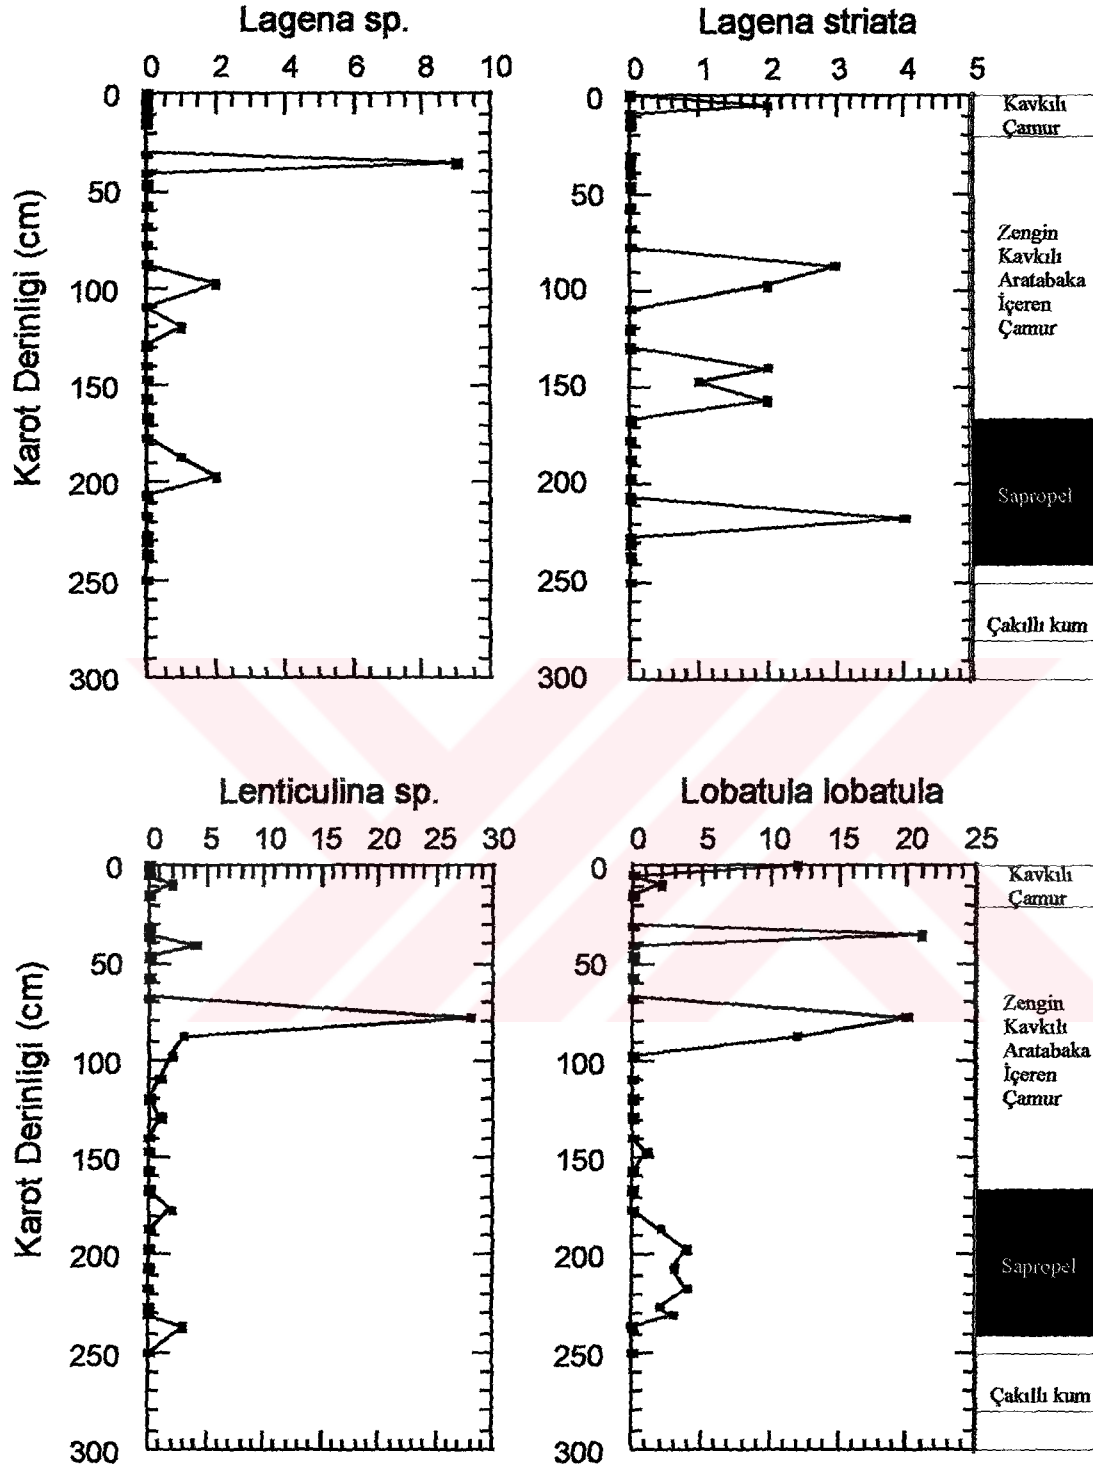 Lagena sp.
0 2 4 6 8 10
Karot Derinligi (cm)
0
50
100
150
200
250
300
Lagena striata
0 1 2 3 4 5
0
50
100
150
200
250
300
Kavkılı
Çamur
Zengin
Kavkılı
Aratabaka
İçeren
Çamur
Sapropel
Çakıllı kum
Lenticulina sp.
0 5 10 15 20 25 30
Karot Derinligi (cm)
0
50
100
150
200
250
300
Lobatula lobatula
0 5 10 15 20 25
0
50
100
150
200
250
300
Kavkılı
Çamur
Zengin
Kavkılı
Aratabaka
İçeren
Çamur
Sapropel
Çakıllı kum